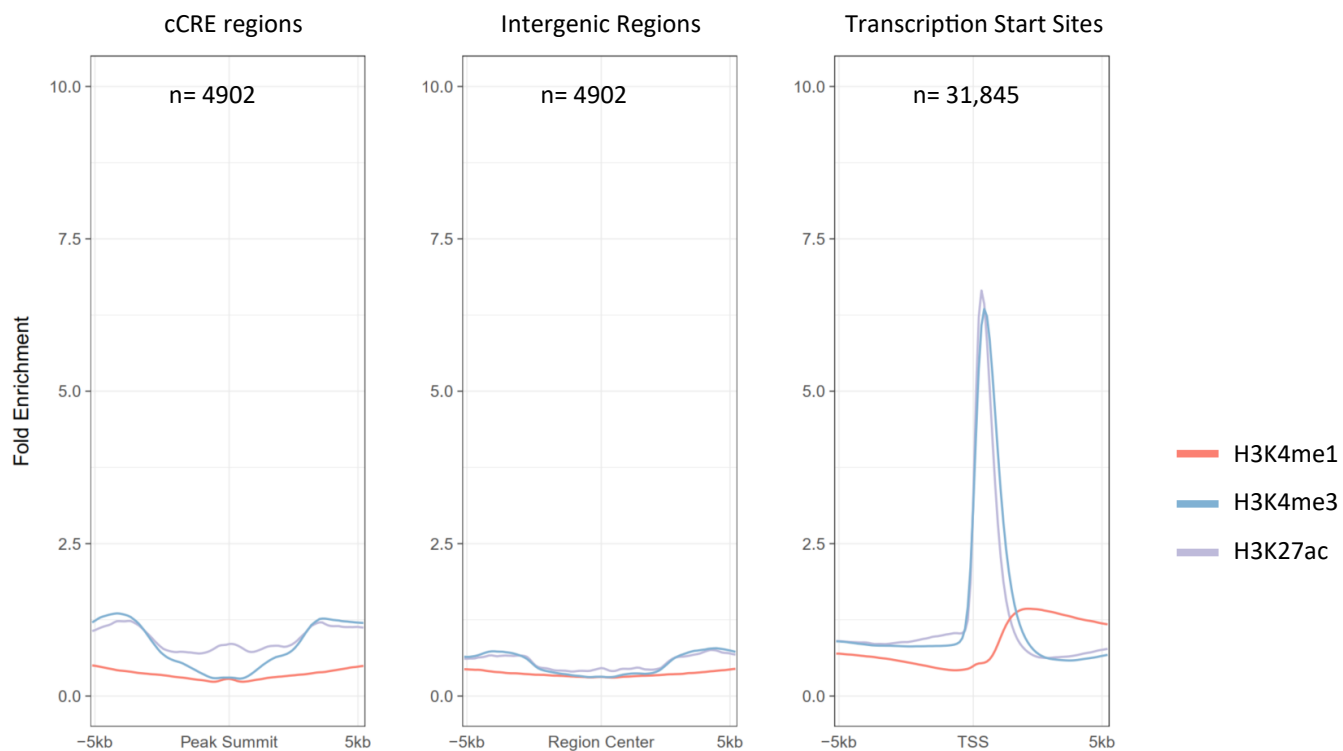 cCRE regions
Intergenic Regions
Transcription Start Sites
n= 4902
n= 4902
n= 31,845
10.0
7.5
5.0
2.5
0.0
10.0
7.5
5.0
2.5
0.0
10.0
7.5
5.0
2.5
0.0
Fold Enrichment
−5kb Peak Summit 5kb
−5kb Region Center 5kb
−5kb TSS 5kb
H3K4me1
H3K4me3
H3K27ac